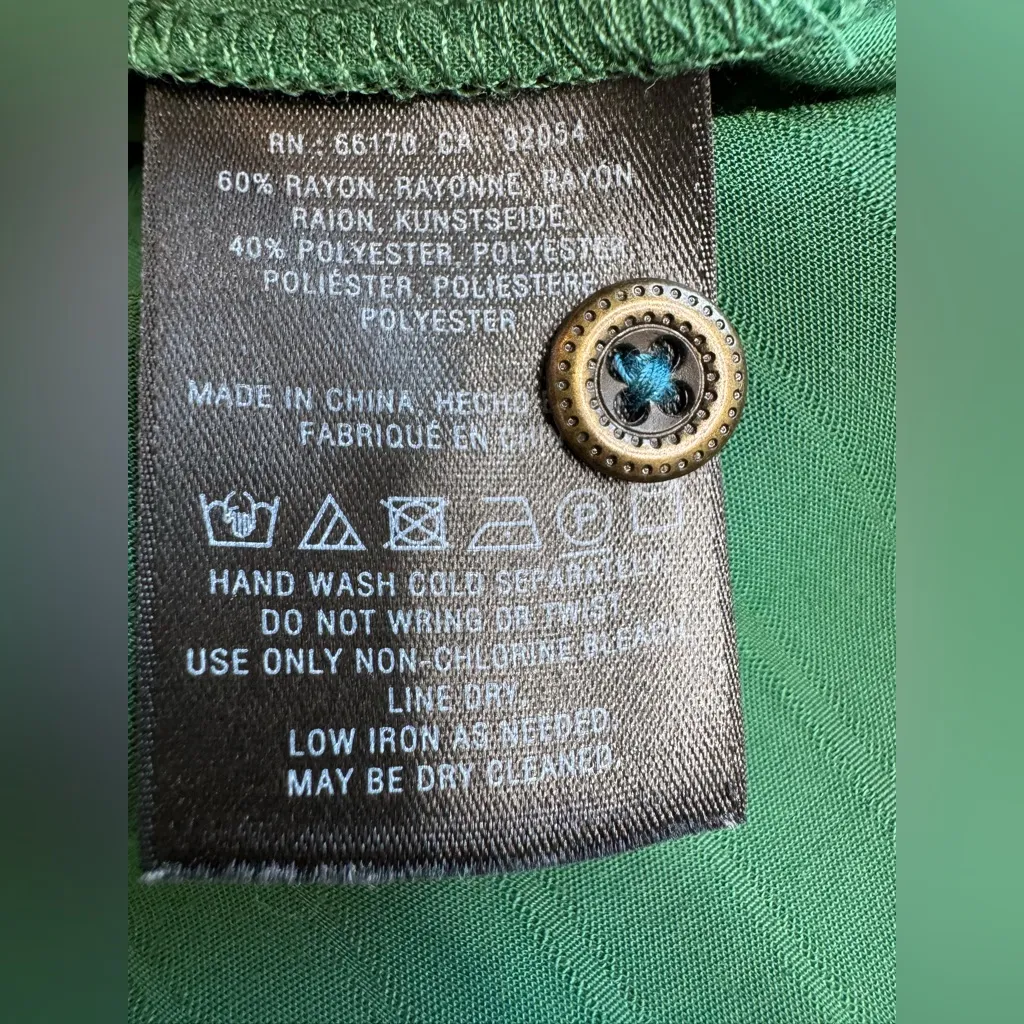 RN : 66170 CA : 32054
60% RAYON, RAYONNE, RAYON,
RAION, KUNSTSEIDE;
40% POLYESTER, POLYESTER,
POLIÉSTER, POLIESTERE,
POLYESTER
MADE IN CHINA, HECHO
FABRIQUÉ EN
P
HAND WASH COLD SEPARATELY
DO NOT WRING OR TWIST
USE ONLY NON-CHLORINE BLEACH
LINE DRY.
LOW IRON AS NEEDED
MAY BE DRY CLEANED.